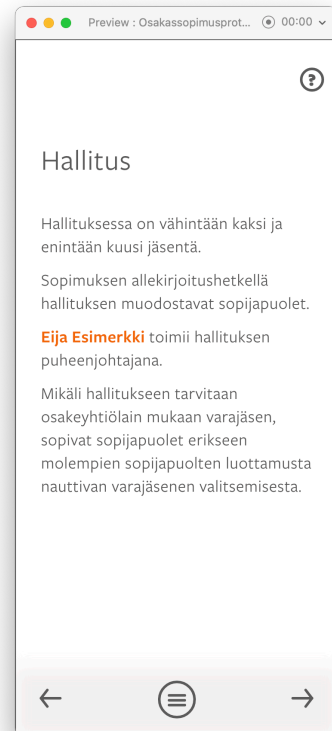 Preview : Osakassopimusprot... 00:00
?
Hallitus
Hallituksessa on vähintään kaksi ja
enintään kuusi jäsentä.
Sopimuksen allekirjoitushetkellä
hallituksen muodostavat sopijapuolet.
Eija Esimerkki toimii hallituksen
puheenjohtajana.
Mikäli hallitukseen tarvitaan
osakeyhtiölain mukaan varajäsen,
sopivat sopijapuolet erikseen
molempien sopijapuolten luottamusta
nauttivan varajäsenen valitsemisesta.